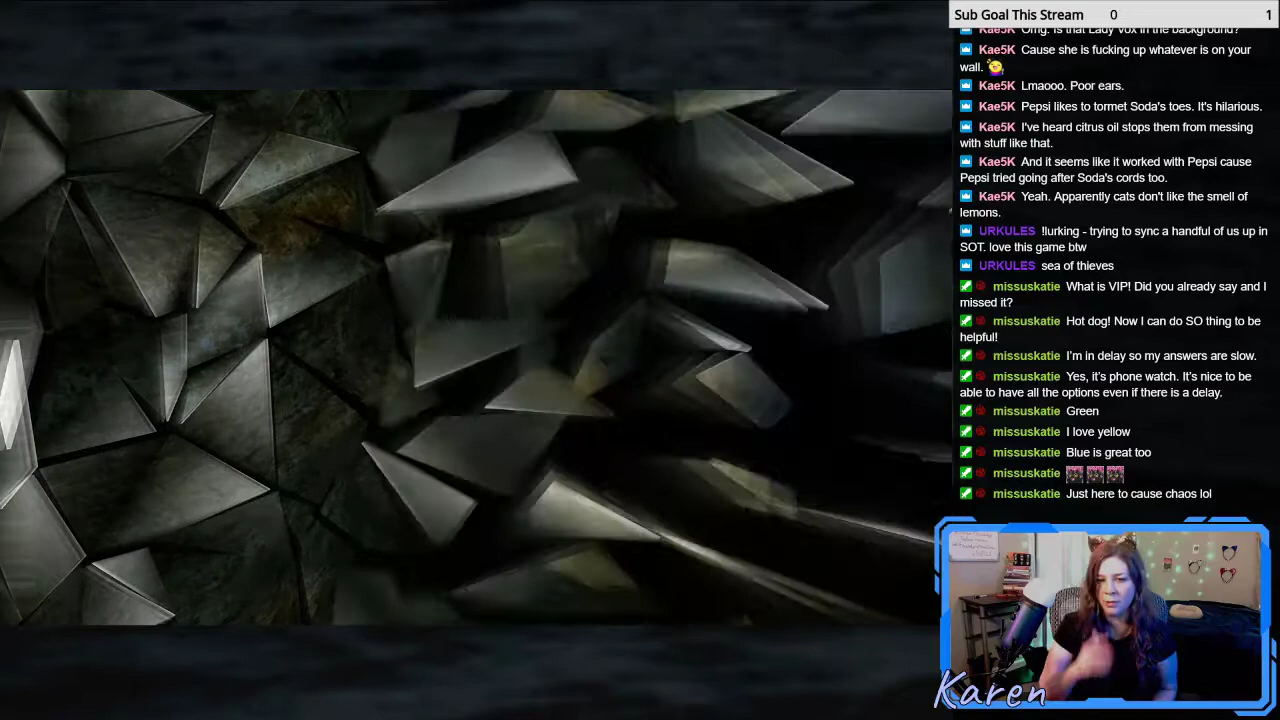 Sub Goal This Stream 0 1
Kae5K Omg. Is that Lady Vox in the background?
Kae5K Cause she is fucking up whatever is on your
wall.
Kae5K Lmaooo. Poor ears.
Kae5K Pepsi likes to tormet Soda's toes. It's hilarious.
Kae5K I've heard citrus oil stops them from messing
with stuff like that.
Kae5K And it seems like it worked with Pepsi cause
Pepsi tried going after Soda's cords too.
Kae5K Yeah. Apparently cats don't like the smell of
lemons.
URKULES !lurking - trying to sync a handful of us up in
SOT. love this game btw
URKULES sea of thieves
missuskatie What is VIP! Did you already say and I
missed it?
missuskatie Hot dog! Now I can do SO thing to be
helpful!
missuskatie I'm in delay so my answers are slow.
missuskatie Yes, it's phone watch. It's nice to be
able to have all the options even if there is a delay.
missuskatie Green
missuskatie I love yellow
missuskatie Blue is great too
missuskatie
missuskatie Just here to cause chaos lol
Karen